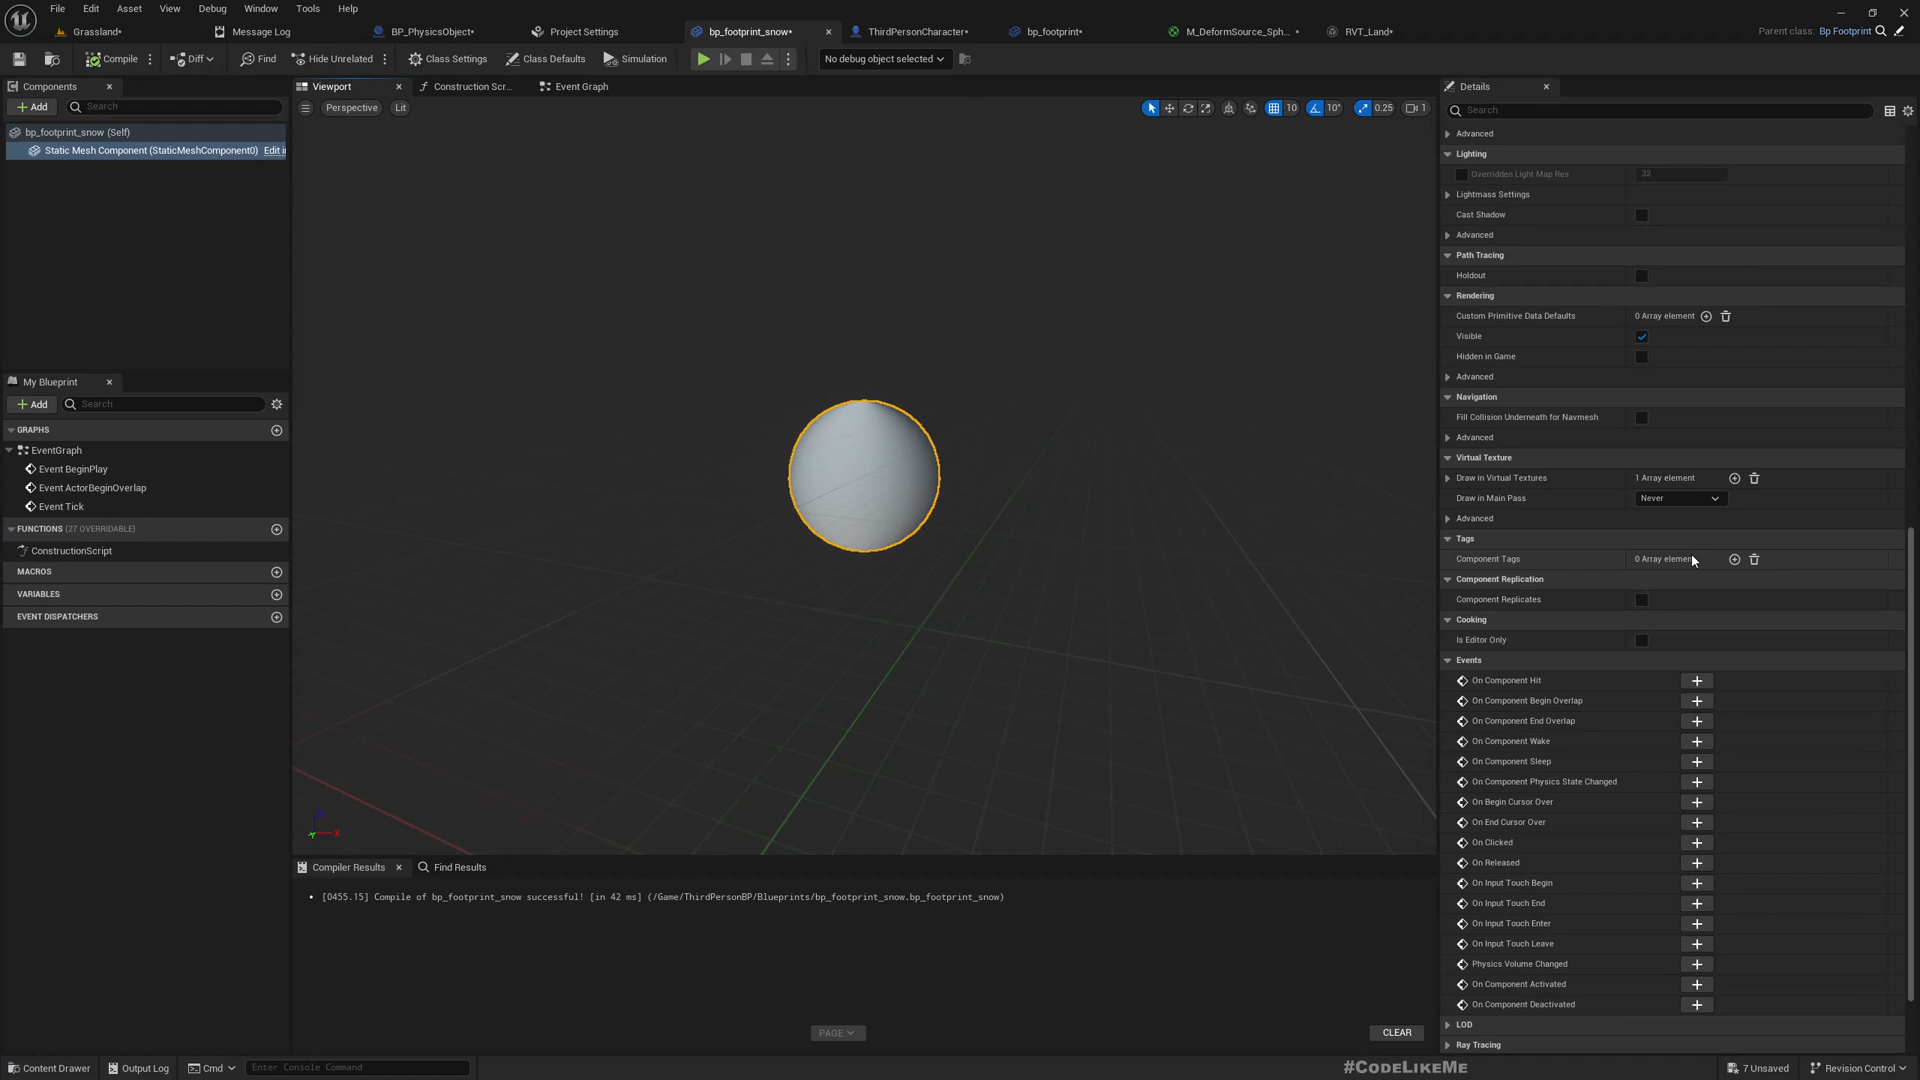 File Edit Asset View Debug Window Tools Help
Grassland* Message Log BP_PhysicsObject* Project Settings bp_footprint_snow* ThirdPersonCharacter* bp_footprint* M_DeformSource_Sph... RVT_Land* Parent class: Bp Footprint
Compile Diff Find Hide Unrelated Class Settings Class Defaults Simulation No debug object selected
Components
Add Search
bp_footprint_snow (Self)
Static Mesh Component (StaticMeshComponent0) Edit i
My Blueprint
Add Search
GRAPHS
EventGraph
Event BeginPlay
Event ActorBeginOverlap
Event Tick
FUNCTIONS (27 OVERRIDABLE)
ConstructionScript
MACROS
VARIABLES
EVENT DISPATCHERS
Viewport Construction Scr... Event Graph
Perspective Lit 10 10° 0.25 1
X
Compiler Results Find Results
• [0455.15] Compile of bp_footprint_snow successful! [in 42 ms] (/Game/ThirdPersonBP/Blueprints/bp_footprint_snow.bp_footprint_snow)
PAGE CLEAR
Details
Search
Advanced
Lighting
Overridden Light Map Res 32
Lightmass Settings
Cast Shadow
Advanced
Path Tracing
Holdout
Rendering
Custom Primitive Data Defaults 0 Array element
Visible
Hidden in Game
Advanced
Navigation
Fill Collision Underneath for Navmesh
Advanced
Virtual Texture
Draw in Virtual Textures 1 Array element
Draw in Main Pass Never
Advanced
Tags
Component Tags 0 Array element
Component Replication
Component Replicates
Cooking
Is Editor Only
Events
On Component Hit
On Component Begin Overlap
On Component End Overlap
On Component Wake
On Component Sleep
On Component Physics State Changed
On Begin Cursor Over
On End Cursor Over
On Clicked
On Released
On Input Touch Begin
On Input Touch End
On Input Touch Enter
On Input Touch Leave
Physics Volume Changed
On Component Activated
On Component Deactivated
LOD
Ray Tracing
Content Drawer Output Log Cmd Enter Console Command #CodeLikeMe 7 Unsaved Revision Control